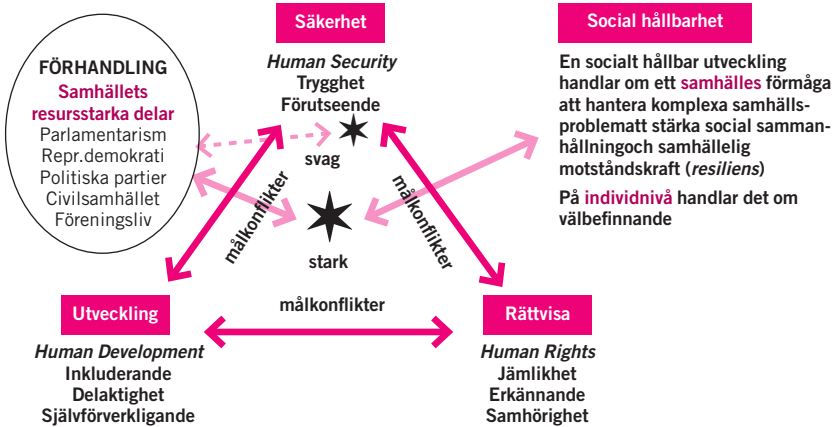 Säkerhet
Human Security
Trygghet
Förutseende
Social hållbarhet
En socialt hållbar utveckling
handlar om ett samhälles förmåga
att hantera komplexa samhälls-
problematt stärka social samman-
hållningoch samhällelig
motståndskraft (resiliens)
På individnivå handlar det om
välbefinnande
FÖRHANDLING
Samhällets
resursstarka delar
Parlamentarism
Repr.demokrati
Politiska partier
Civilsamhället
Föreningsliv
svag
målkonflikter
målkonflikter
stark
målkonflikter
Utveckling
Human Development
Inkluderande
Delaktighet
Självförverkligande
Rättvisa
Human Rights
Jämlikhet
Erkännande
Samhörighet